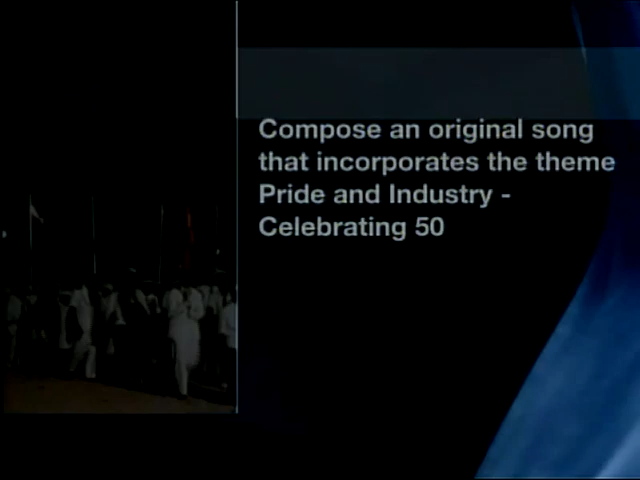 Compose an original song
that incorporates the theme
Pride and Industry -
Celebrating 50